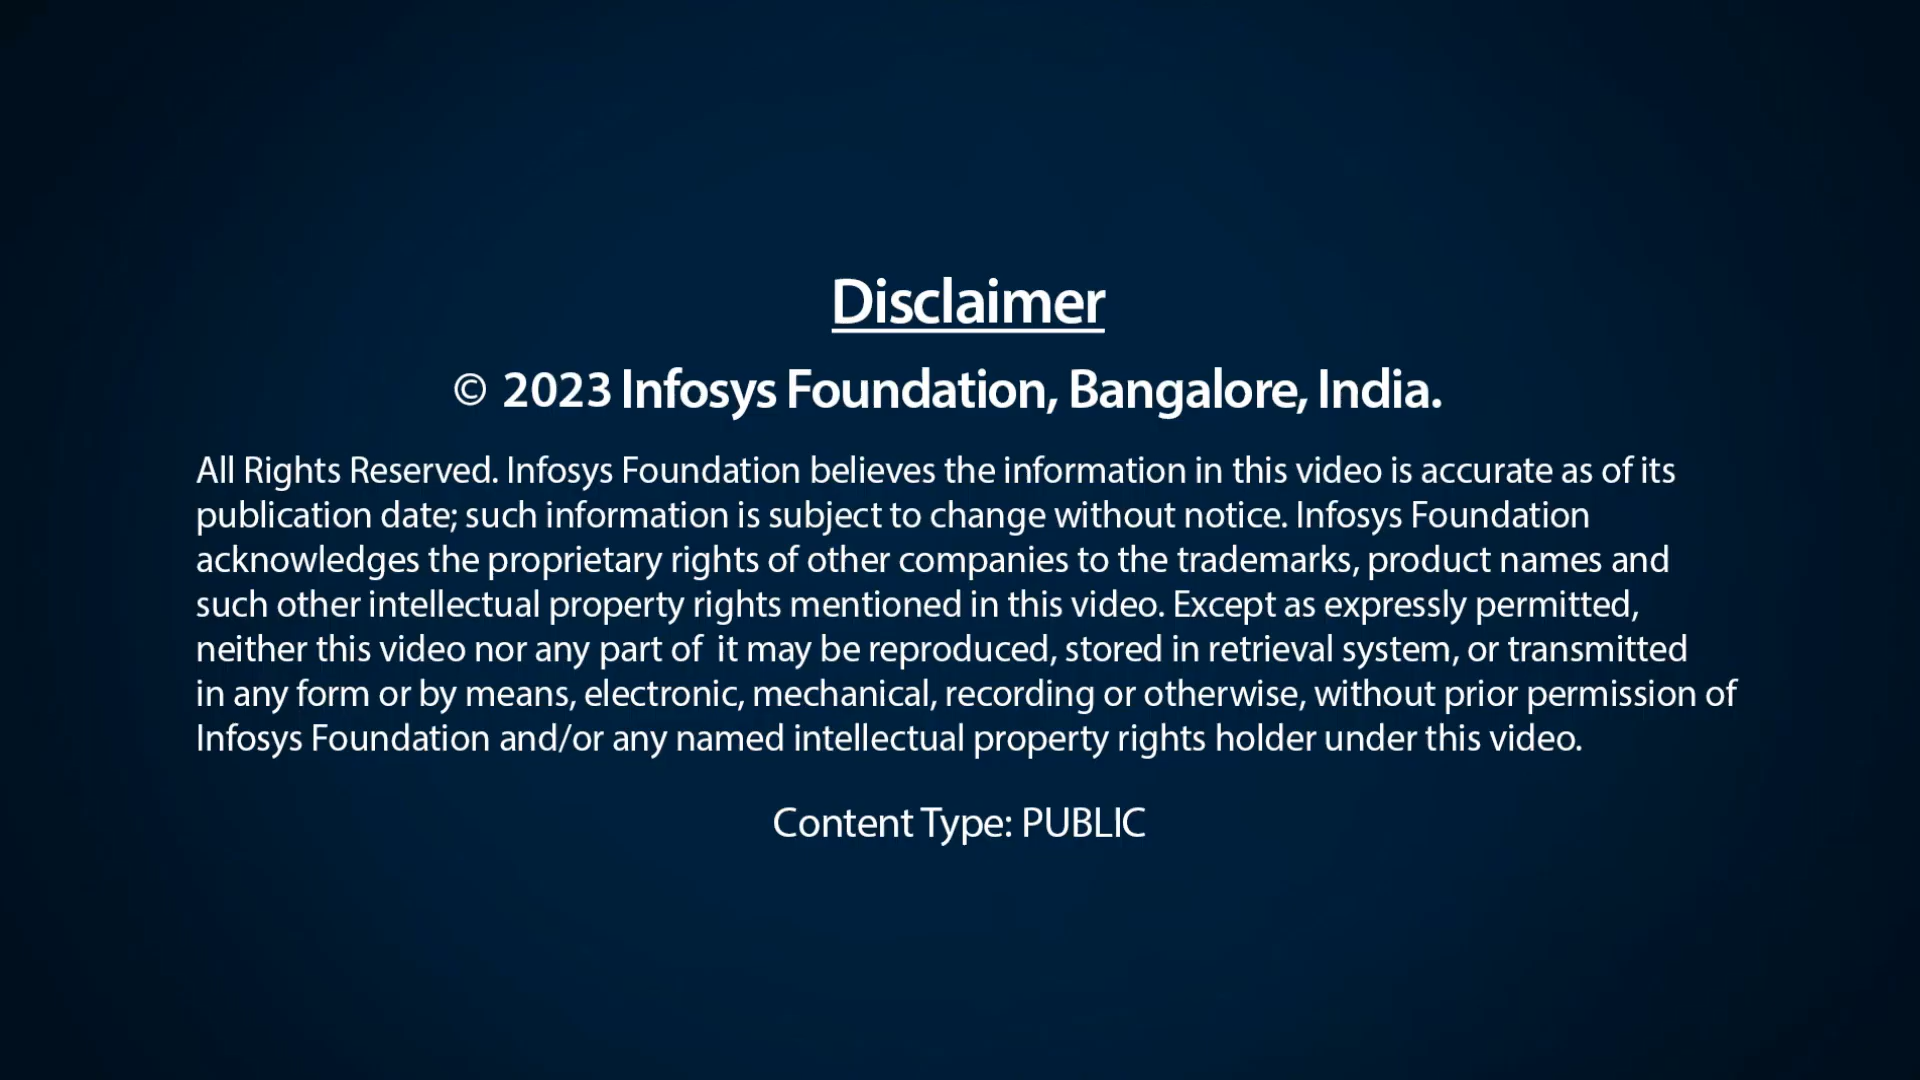 Disclaimer
© 2023 Infosys Foundation, Bangalore, India.
All Rights Reserved. Infosys Foundation believes the information in this video is accurate as of its
publication date; such information is subject to change without notice. Infosys Foundation
acknowledges the proprietary rights of other companies to the trademarks, product names and
such other intellectual property rights mentioned in this video. Except as expressly permitted,
neither this video nor any part of it may be reproduced, stored in retrieval system, or transmitted
in any form or by means, electronic, mechanical, recording or otherwise, without prior permission of
Infosys Foundation and/or any named intellectual property rights holder under this video.
Content Type: PUBLIC